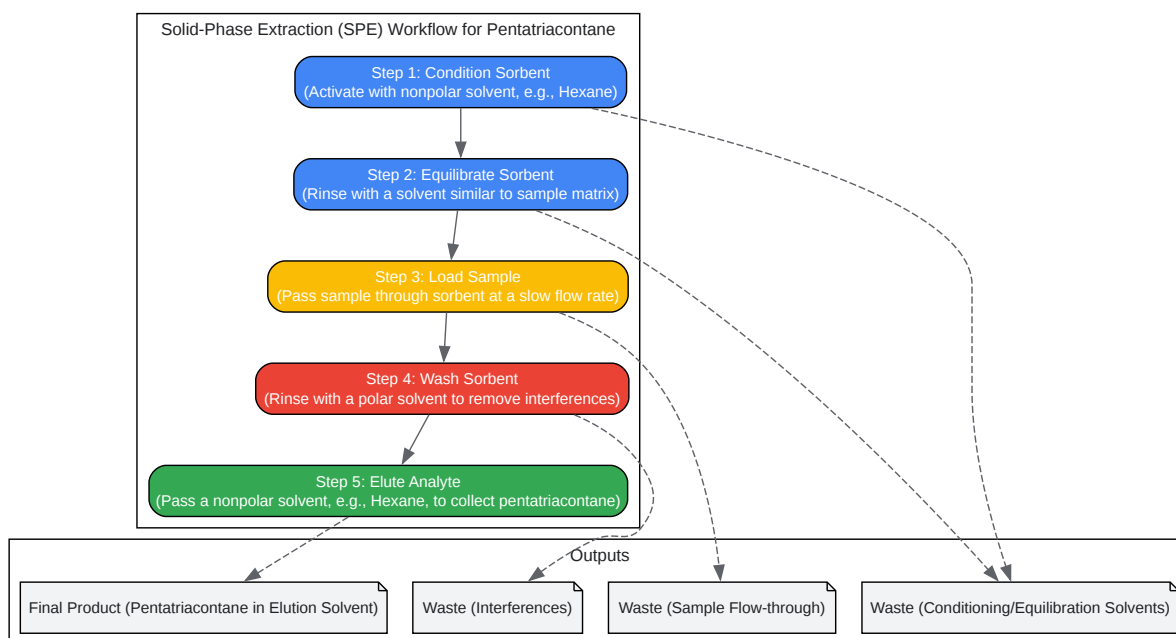 Solid-Phase Extraction (SPE) Workflow for Pentatriacontane
Step 1: Condition Sorbent
(Activate with nonpolar solvent, e.g., Hexane)
Step 2: Equilibrate Sorbent
(Rinse with a solvent similar to sample matrix)
Step 3: Load Sample
(Pass sample through sorbent at a slow flow rate)
Step 4: Wash Sorbent
(Rinse with a polar solvent to remove interferences)
Step 5: Elute Analyte
(Pass a nonpolar solvent, e.g., Hexane, to collect pentatriacontane)
Outputs
Final Product (Pentatriacontane in Elution Solvent)
Waste (Interferences)
Waste (Sample Flow-through)
Waste (Conditioning/Equilibration Solvents)